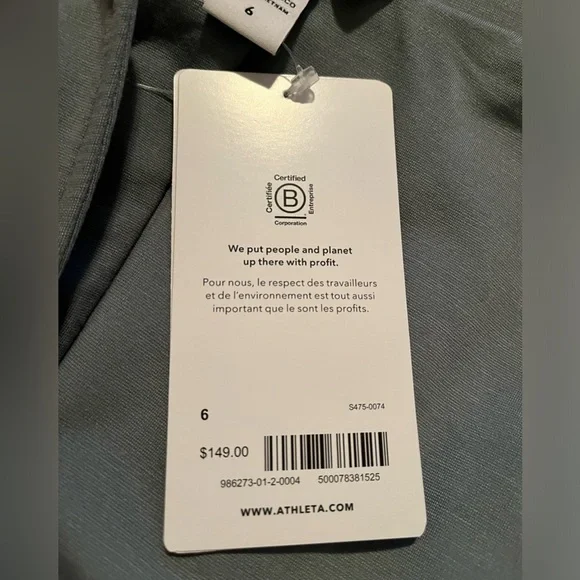 6
Certified
Certifiée
B
Entreprise
Corporation
We put people and planet
up there with profit.
Pour nous, le respect des travailleurs
et de l'environnement est tout aussi
important que le sont les profits.
S475-0074
6
$149.00
986273-01-2-0004 500078381525
WWW.ATHLETA.COM